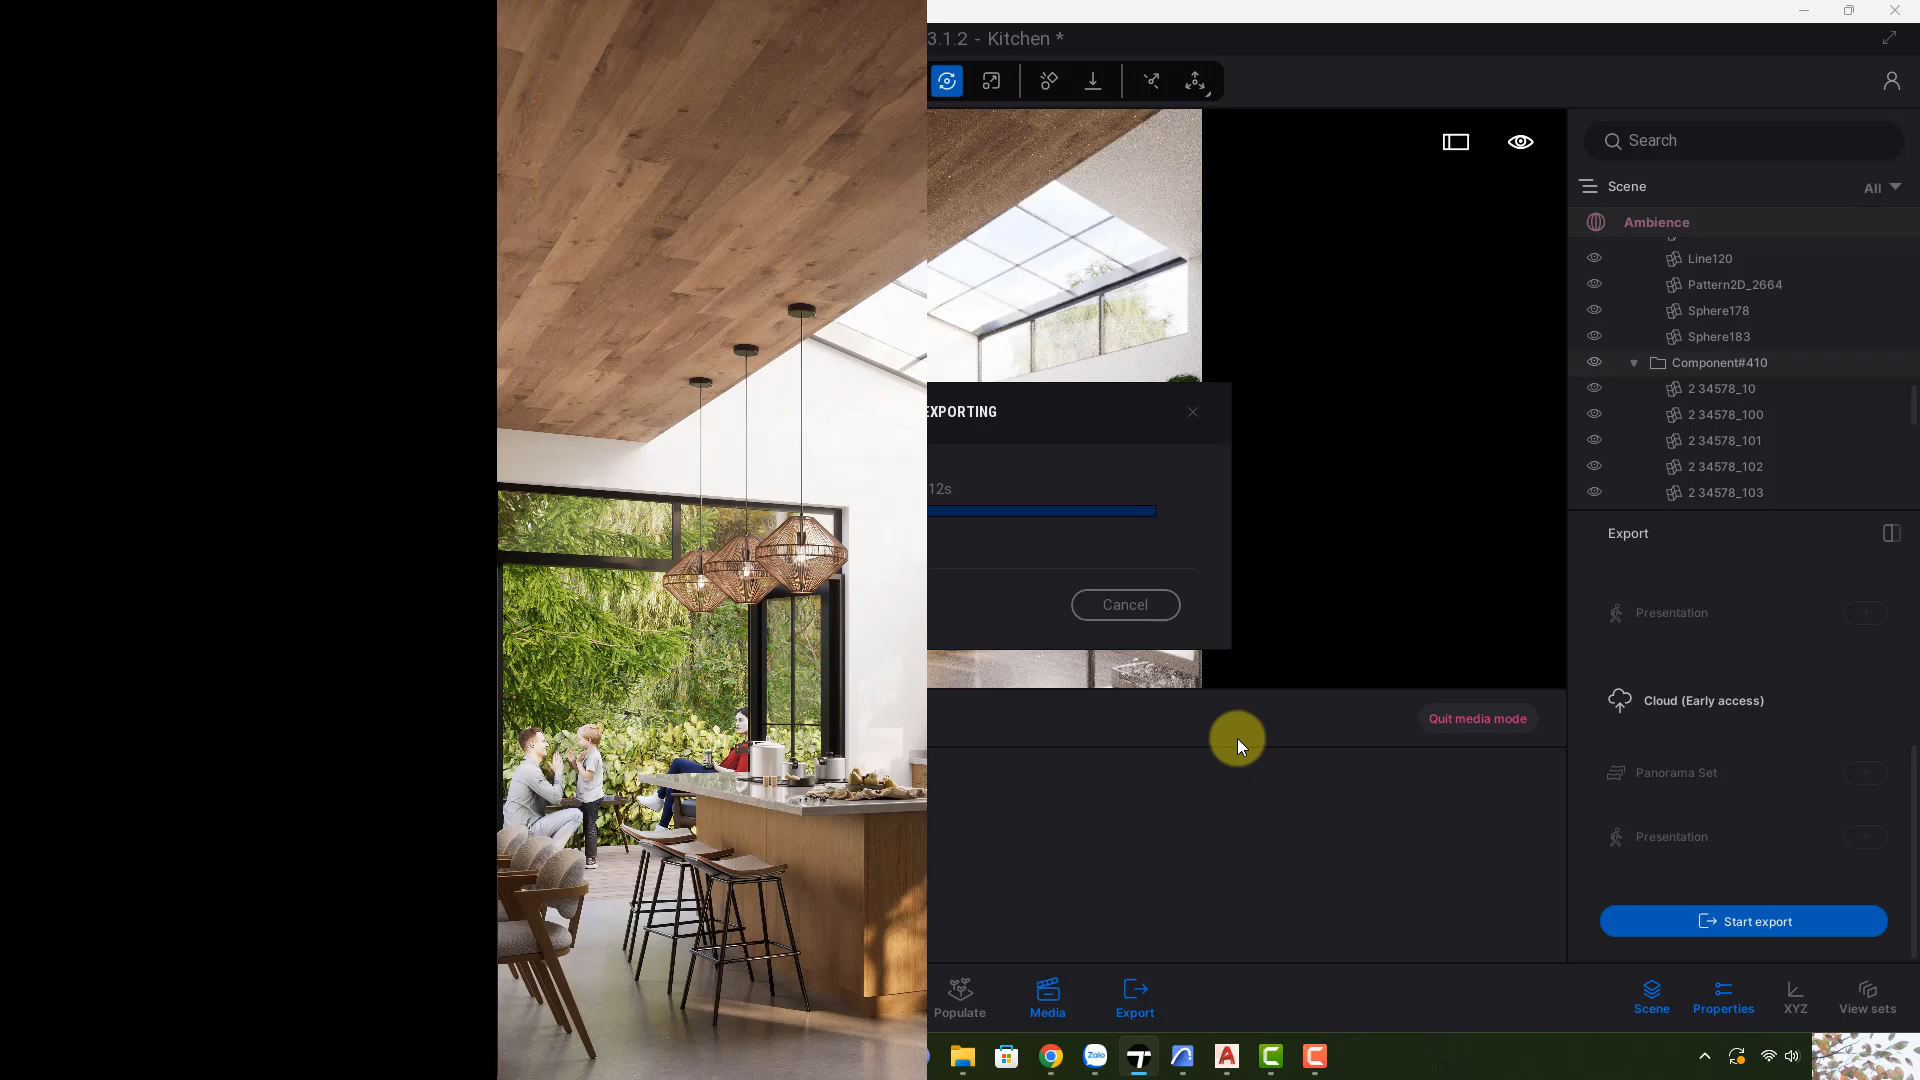 3.1.2 - Kitchen *
Search
Scene
All
Ambience
Line120
Pattern2D_2664
Sphere178
Sphere183
Component#410
2 34578_10
2 34578_100
2 34578_101
2 34578_102
2 34578_103
EXPORTING
12s
Cancel
Export
Presentation
Cloud (Early access)
Quit media mode
Panorama Set
Presentation
Start export
Populate
Media
Export
Scene
Properties
XYZ
View sets
Zalo